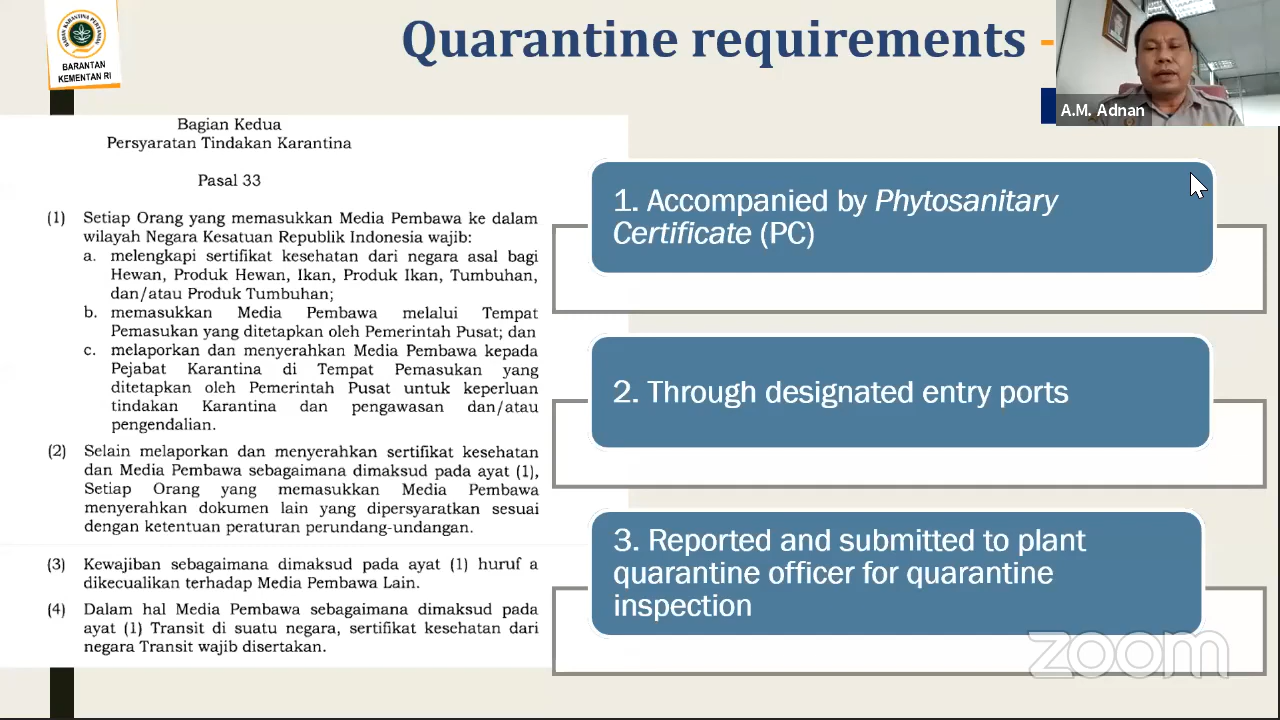 Quarantine requirements -
BADAN KARANTINA PERTANIAN
BARANTAN
KEMENTAN RI
A.M. Adnan
Bagian Kedua
Persyaratan Tindakan Karantina
Pasal 33
(1) Setiap Orang yang memasukkan Media Pembawa ke dalam
wilayah Negara Kesatuan Republik Indonesia wajib:
a. melengkapi sertifikat kesehatan dari negara asal bagi
Hewan, Produk Hewan, Ikan, Produk Ikan, Tumbuhan,
dan/atau Produk Tumbuhan;
b. memasukkan Media Pembawa melalui Tempat
Pemasukan yang ditetapkan oleh Pemerintah Pusat; dan
c. melaporkan dan menyerahkan Media Pembawa kepada
Pejabat Karantina di Tempat Pemasukan yang
ditetapkan oleh Pemerintah Pusat untuk keperluan
tindakan Karantina dan pengawasan dan/atau
pengendalian.
(2) Selain melaporkan dan menyerahkan sertifikat kesehatan
dan Media Pembawa sebagaimana dimaksud pada ayat (1),
Setiap Orang yang memasukkan Media Pembawa
menyerahkan dokumen lain yang dipersyaratkan sesuai
dengan ketentuan peraturan perundang-undangan.
(3) Kewajiban sebagaimana dimaksud pada ayat (1) huruf a
dikecualikan terhadap Media Pembawa Lain.
(4) Dalam hal Media Pembawa sebagaimana dimaksud pada
ayat (1) Transit di suatu negara, sertifikat kesehatan dari
negara Transit wajib disertakan.
1. Accompanied by Phytosanitary
Certificate (PC)
2. Through designated entry ports
3. Reported and submitted to plant
quarantine officer for quarantine
inspection
zoom